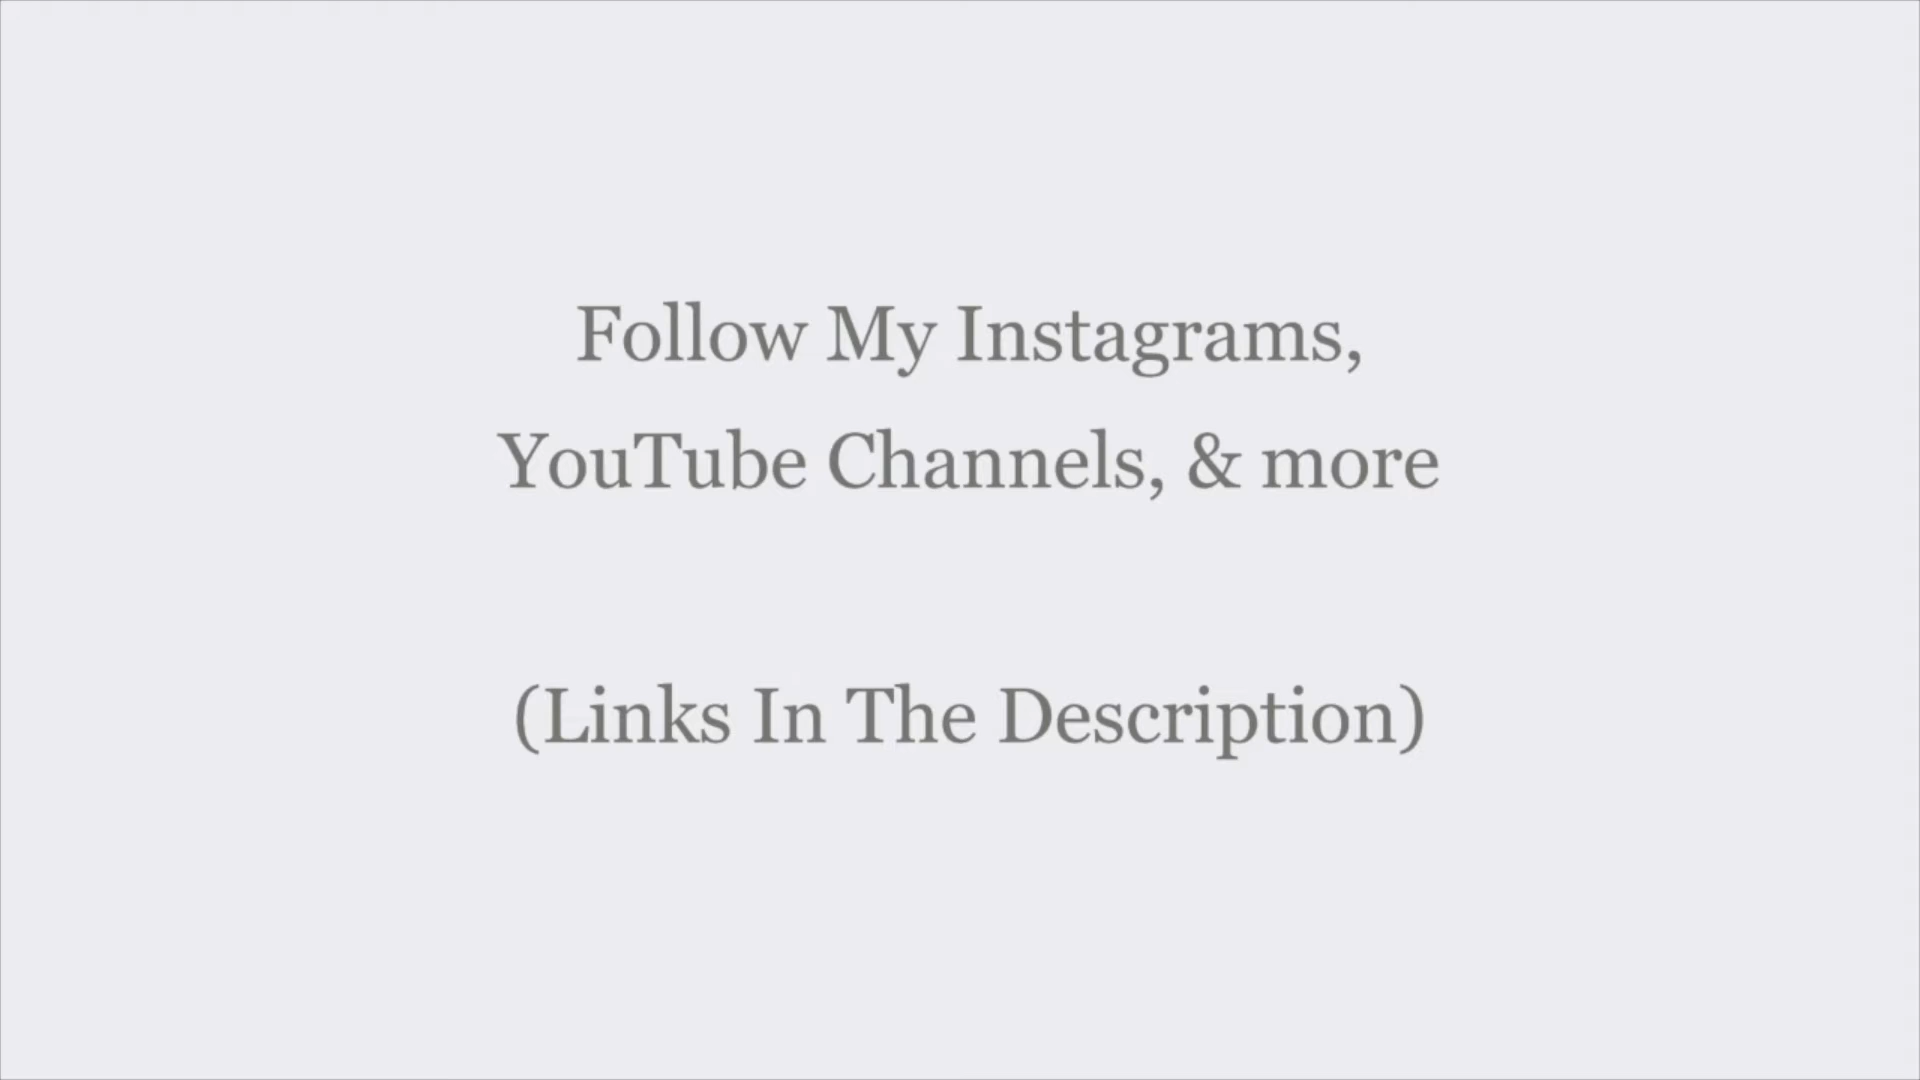 Follow My Instagrams,
YouTube Channels, & more
(Links In The Description)